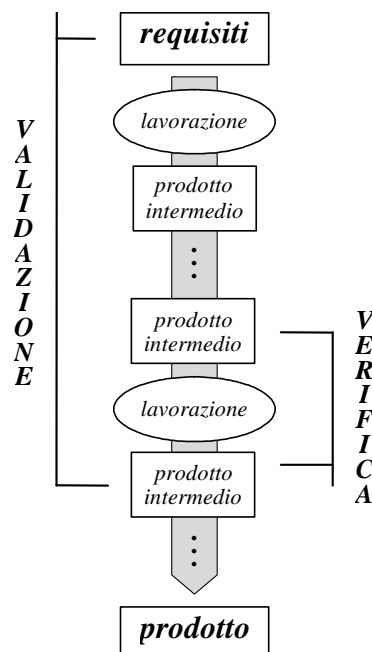 requisiti
lavorazione
prodotto
intermedio
prodotto
intermedio
lavorazione
prodotto
intermedio
prodotto
VALIDAZIONE
VERIFICA